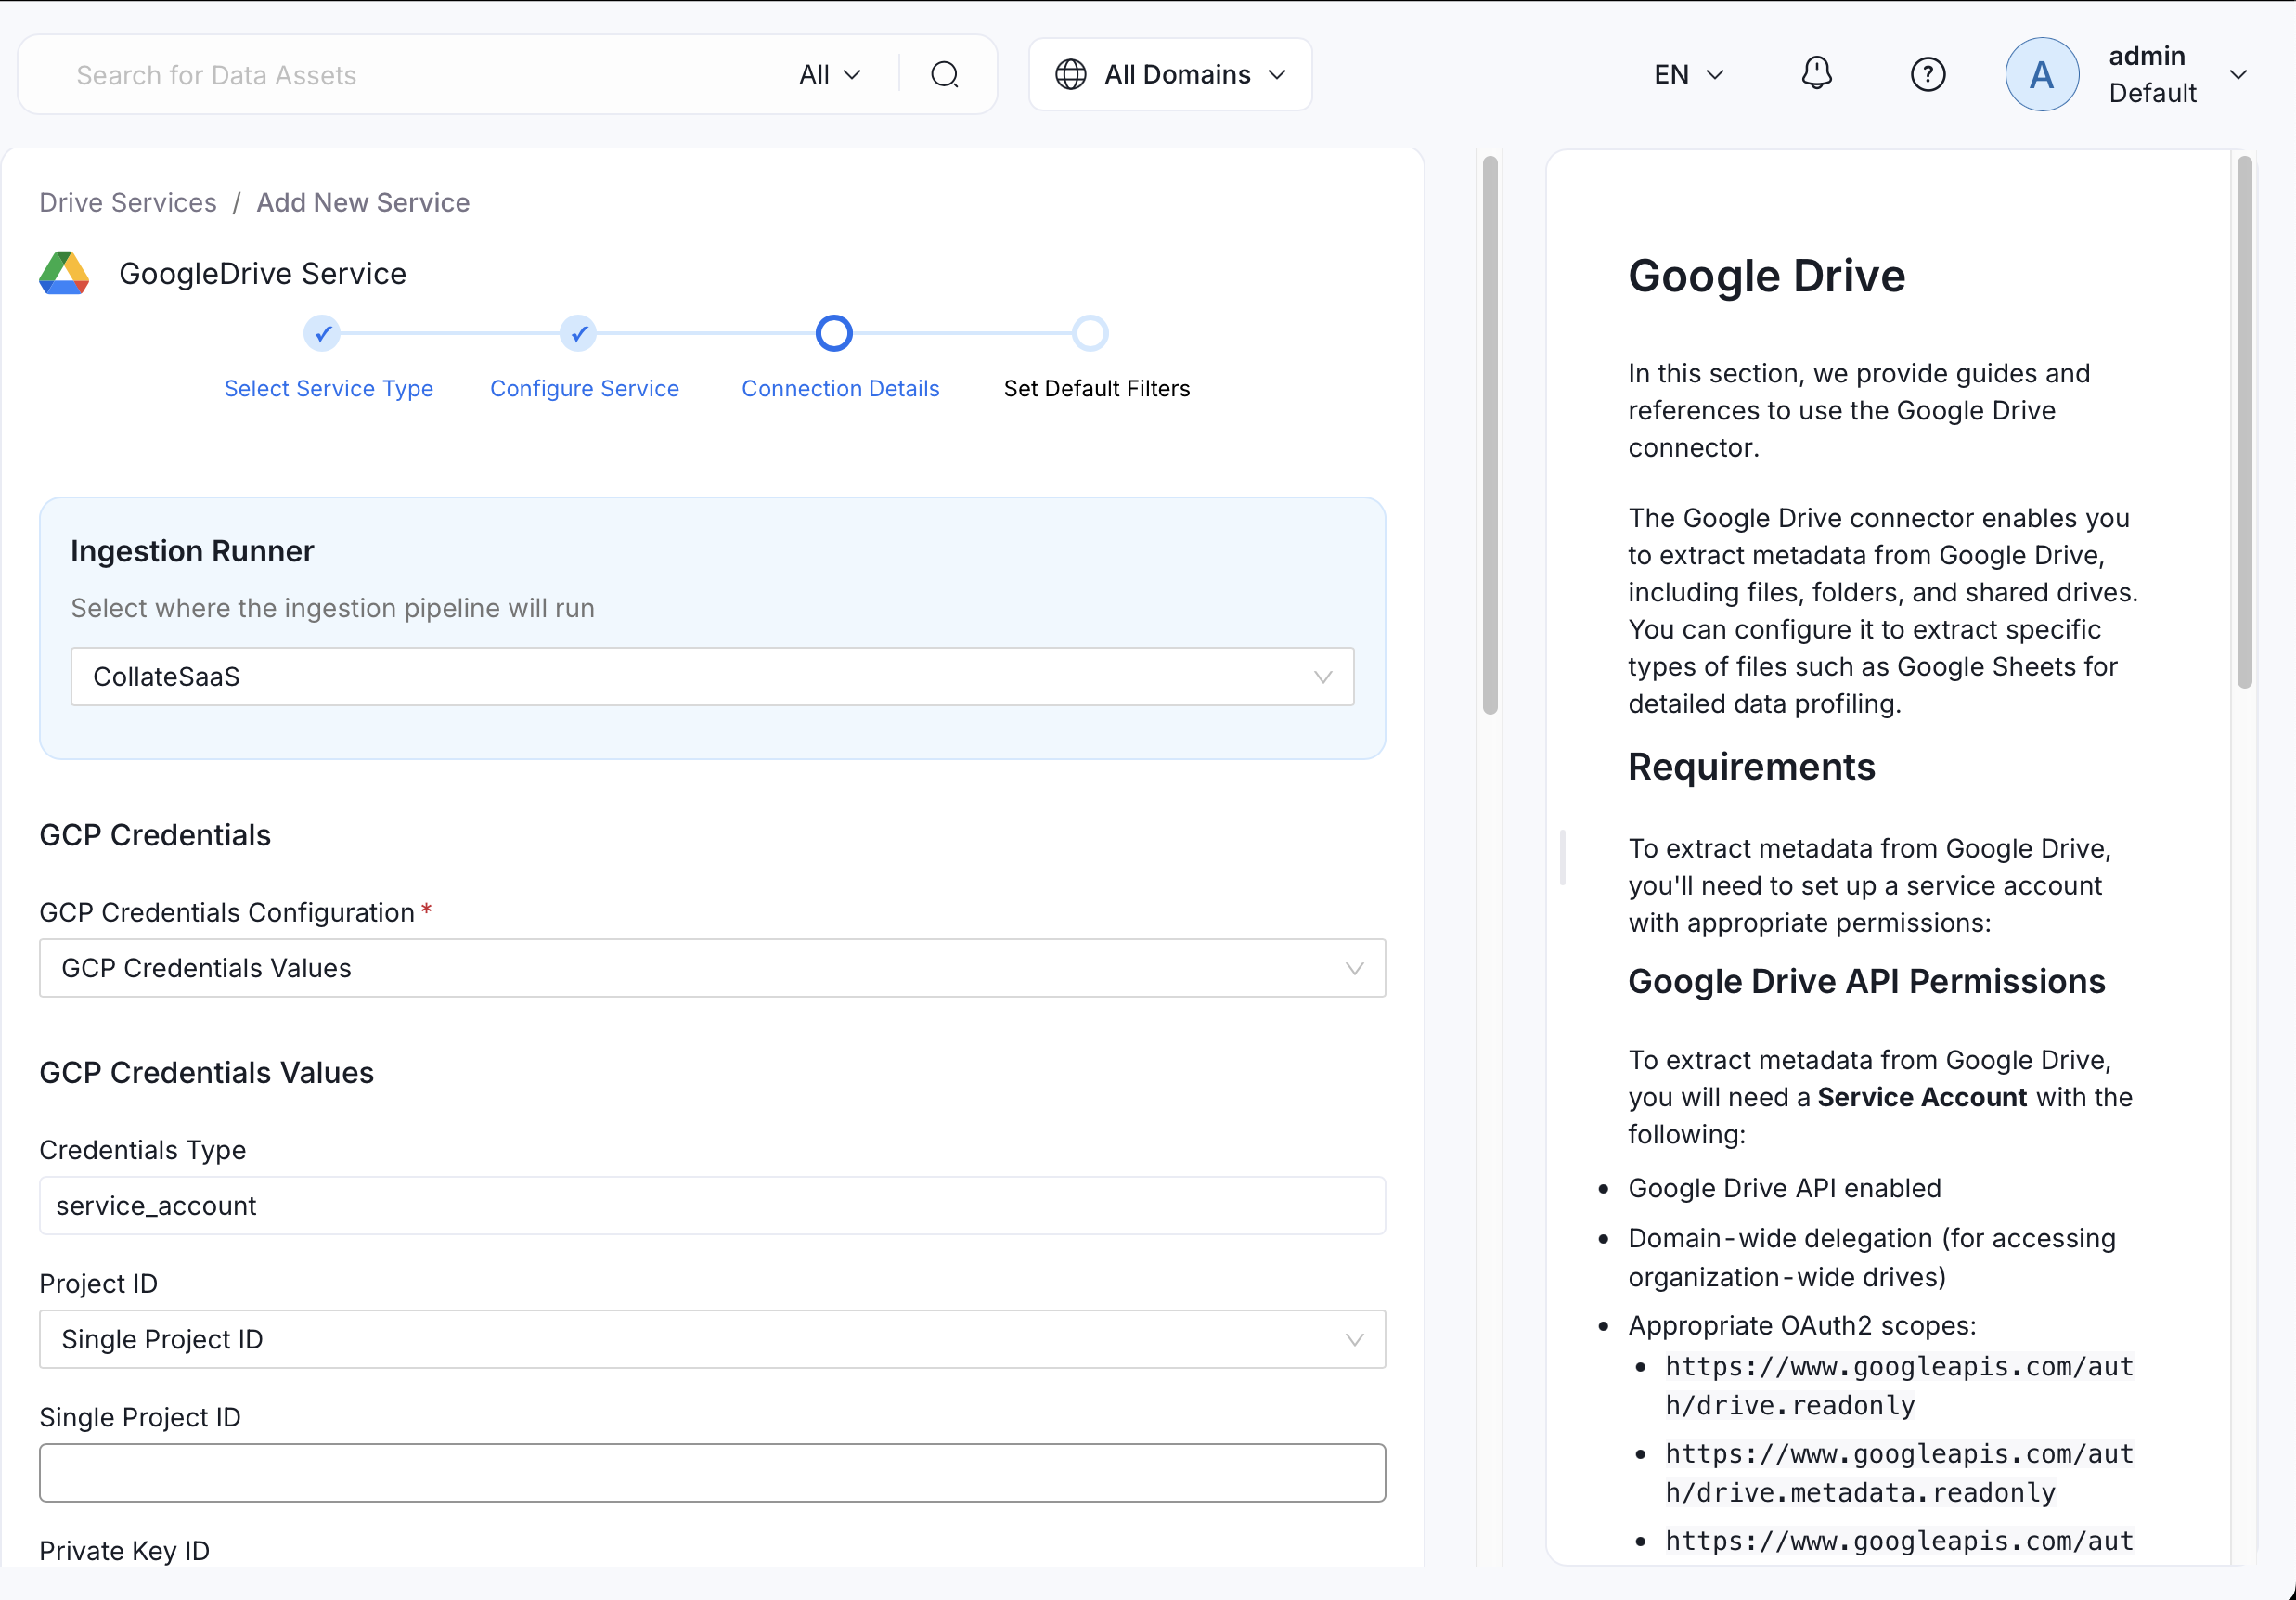 Search for Data Assets
All
All Domains
EN
A
admin
Default
Drive Services / Add New Service
GoogleDrive Service
Select Service Type
Configure Service
Connection Details
Set Default Filters
Ingestion Runner
Select where the ingestion pipeline will run
CollateSaaS
GCP Credentials
GCP Credentials Configuration *
GCP Credentials Values
GCP Credentials Values
Credentials Type
service_account
Project ID
Single Project ID
Single Project ID
Private Key ID
Google Drive
In this section, we provide guides and
references to use the Google Drive
connector.
The Google Drive connector enables you
to extract metadata from Google Drive,
including files, folders, and shared drives.
You can configure it to extract specific
types of files such as Google Sheets for
detailed data profiling.
Requirements
To extract metadata from Google Drive,
you'll need to set up a service account
with appropriate permissions:
Google Drive API Permissions
To extract metadata from Google Drive,
you will need a Service Account with the
following:
• Google Drive API enabled
• Domain-wide delegation (for accessing
organization-wide drives)
• Appropriate OAuth2 scopes:
• https://www.googleapis.com/aut
h/drive.readonly
• https://www.googleapis.com/aut
h/drive.metadata.readonly
• https://www.googleapis.com/aut